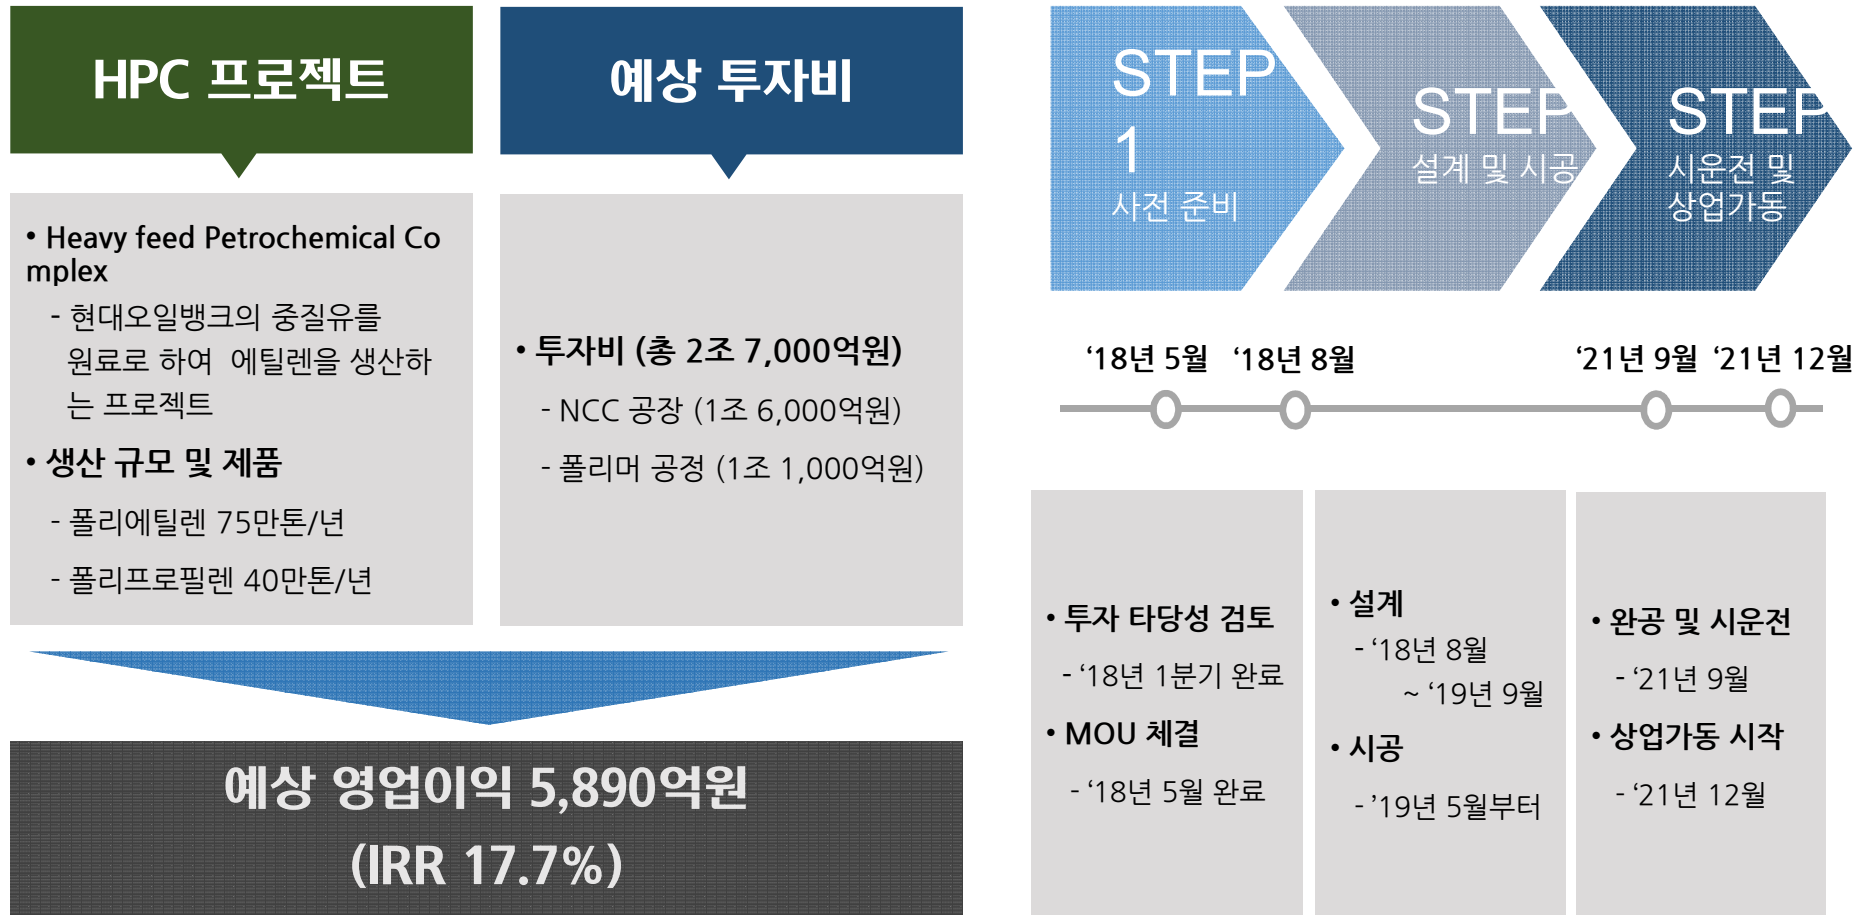 HPC 프로젝트
• Heavy feed Petrochemical Co
mplex
- 현대오일뱅크의 중질유를
원료로 하여 에틸렌을 생산하
는 프로젝트
• 생산 규모 및 제품
- 폴리에틸렌 75만톤/년
- 폴리프로필렌 40만톤/년
예상 투자비
• 투자비 (총 2조 7,000억원)
- NCC 공장 (1조 6,000억원)
- 폴리머 공정 (1조 1,000억원)
예상 영업이익 5,890억원
(IRR 17.7%)
STEP
1
사전 준비
STEP
설계 및 시공
STEP
시운전 및
상업가동
‘18년 5월 ‘18년 8월 ‘21년 9월 ‘21년 12월
• 투자 타당성 검토
- ‘18년 1분기 완료
• MOU 체결
- ‘18년 5월 완료
• 설계
- ‘18년 8월
~ ‘19년 9월
• 시공
- ’19년 5월부터
• 완공 및 시운전
- ‘21년 9월
• 상업가동 시작
- ‘21년 12월